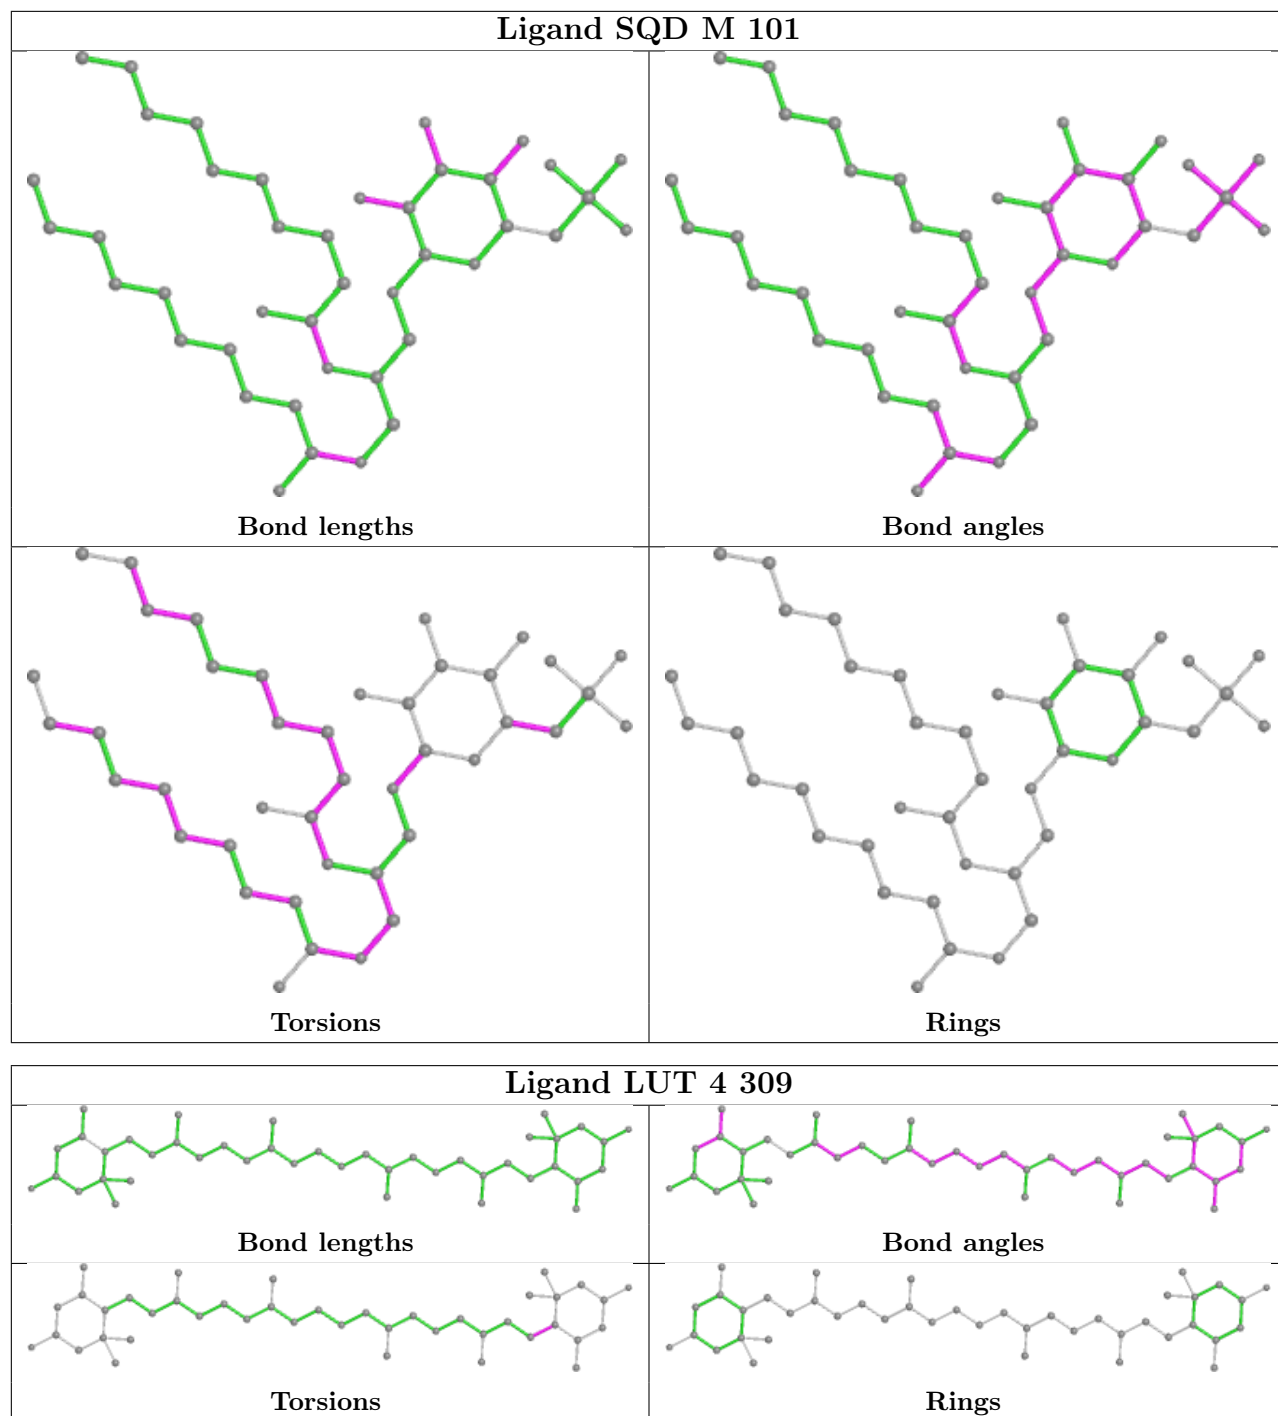 Ligand SQD M 101
Bond lengths
Bond angles
Torsions
Rings
Ligand LUT 4 309
Bond lengths
Bond angles
Torsions
Rings